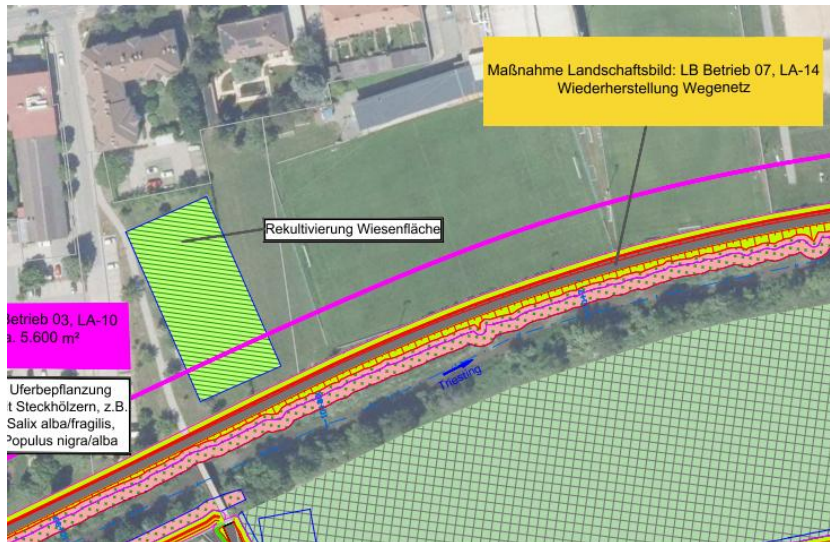 Maßnahme Landschaftsbild: LB Betrieb 07, LA-14
Wiederherstellung Wegenetz
Rekultivierung Wiesenfläche
Betrieb 03, LA-10
a. 5.600 m²
Uferbepflanzung
it Steckhölzern, z.B.
Salix alba/fragilis,
Populus nigra/alba
Triesting